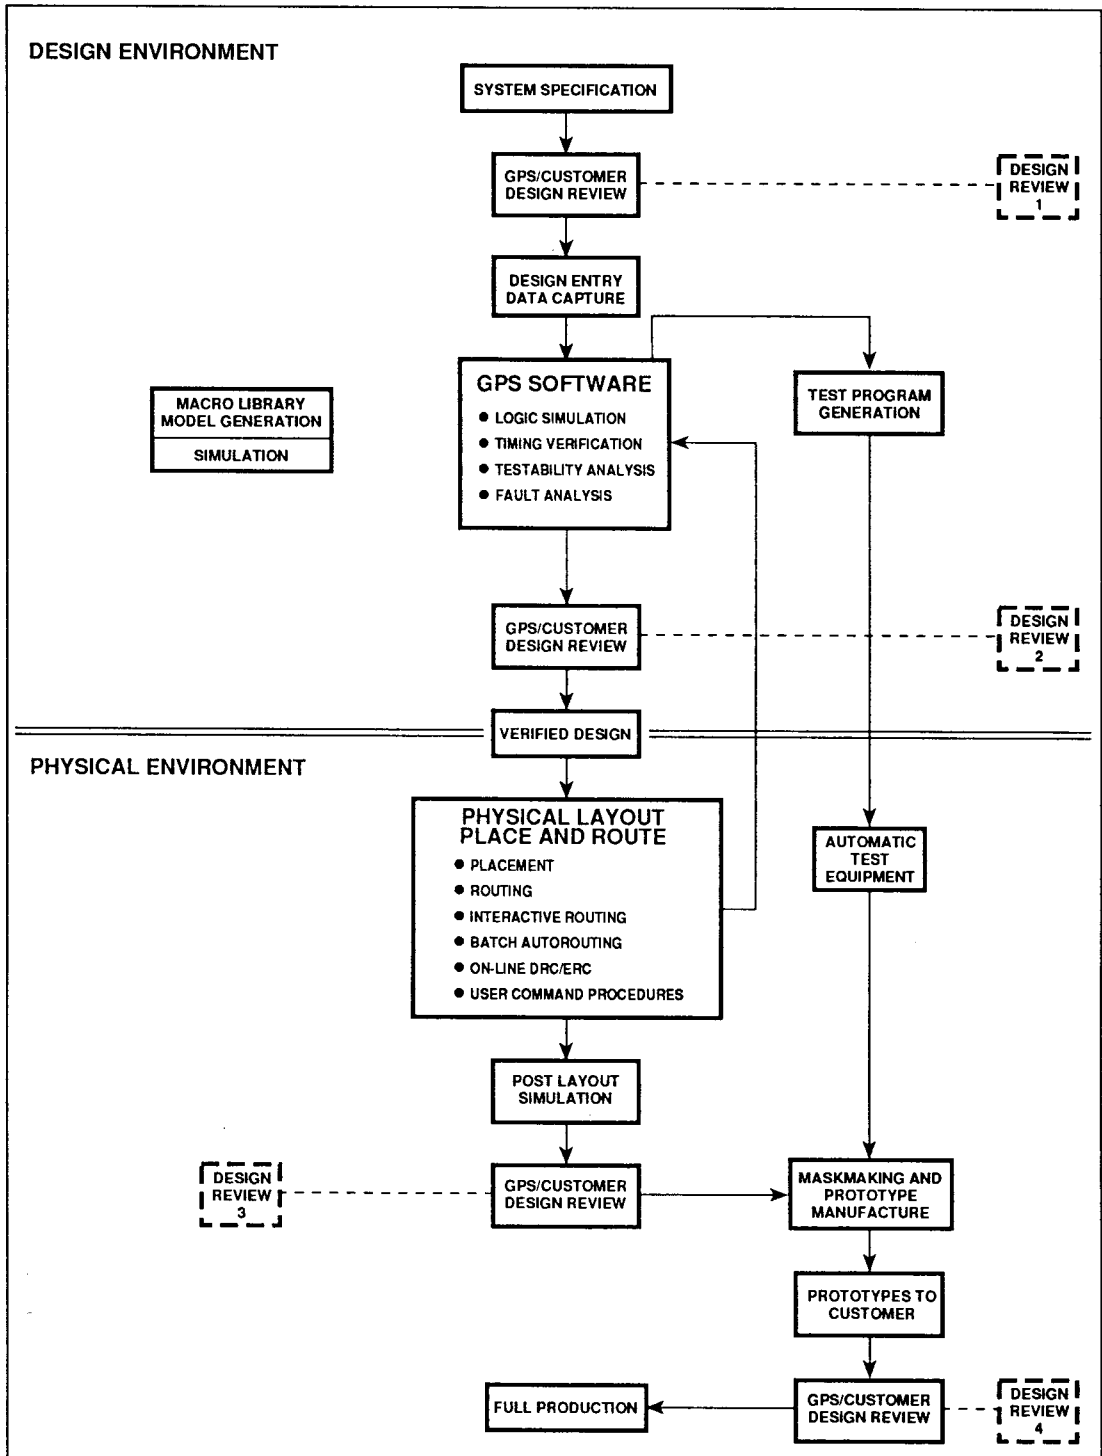 DESIGN ENVIRONMENT
SYSTEM SPECIFICATION
GPS/CUSTOMER
DESIGN REVIEW
DESIGN
REVIEW
1
DESIGN ENTRY
DATA CAPTURE
GPS SOFTWARE
● LOGIC SIMULATION
● TIMING VERIFICATION
● TESTABILITY ANALYSIS
● FAULT ANALYSIS
MACRO LIBRARY
MODEL GENERATION
SIMULATION
TEST PROGRAM
GENERATION
GPS/CUSTOMER
DESIGN REVIEW
DESIGN
REVIEW
2
VERIFIED DESIGN
PHYSICAL ENVIRONMENT
PHYSICAL LAYOUT
PLACE AND ROUTE
● PLACEMENT
● ROUTING
● INTERACTIVE ROUTING
● BATCH AUTOROUTING
● ON-LINE DRC/ERC
● USER COMMAND PROCEDURES
AUTOMATIC
TEST
EQUIPMENT
POST LAYOUT
SIMULATION
DESIGN
REVIEW
3
GPS/CUSTOMER
DESIGN REVIEW
MASKMAKING AND
PROTOTYPE
MANUFACTURE
PROTOTYPES TO
CUSTOMER
FULL PRODUCTION
GPS/CUSTOMER
DESIGN REVIEW
DESIGN
REVIEW
4